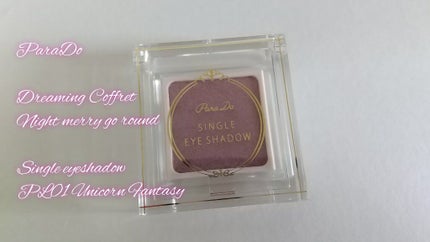 ParaDo
Dreaming Coffret
Night merry go round
Single eyeshadow
PL01 Unicorn Fantasy
ParaDo
SINGLE
EYE SHADOW